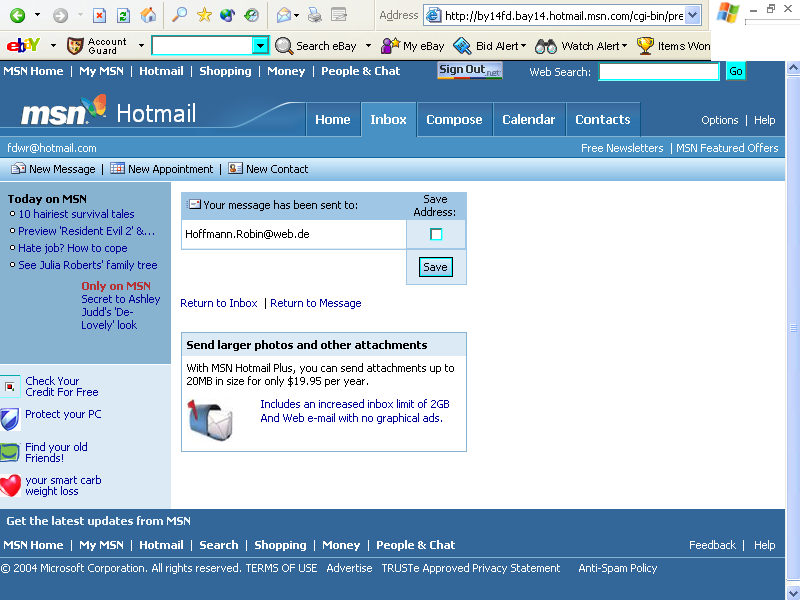 Address http://by14fd.bay14.hotmail.msn.com/cgi-bin/pre
ebY Account Guard Search eBay My eBay Bid Alert Watch Alert Items Won
MSN Home | My MSN | Hotmail | Shopping | Money | People & Chat Sign Out.net Web Search: Go
msn Hotmail Home Inbox Compose Calendar Contacts Options | Help
fdwr@hotmail.com Free Newsletters | MSN Featured Offers
New Message | New Appointment | New Contact
Today on MSN
10 hairiest survival tales
Preview 'Resident Evil 2' &...
Hate job? How to cope
See Julia Roberts' family tree
Only on MSN
Secret to Ashley
Judd's 'De-
Lovely' look
Check Your
Credit For Free
Protect your PC
Find your old
Friends!
your smart carb
weight loss
Your message has been sent to:
Save
Address:
Hoffmann.Robin@web.de
Save
Return to Inbox | Return to Message
Send larger photos and other attachments
With MSN Hotmail Plus, you can send attachments up to
20MB in size for only $19.95 per year.
Includes an increased inbox limit of 2GB
And Web e-mail with no graphical ads.
Get the latest updates from MSN
MSN Home | My MSN | Hotmail | Search | Shopping | Money | People & Chat Feedback | Help
© 2004 Microsoft Corporation. All rights reserved. TERMS OF USE Advertise TRUSTe Approved Privacy Statement Anti-Spam Policy